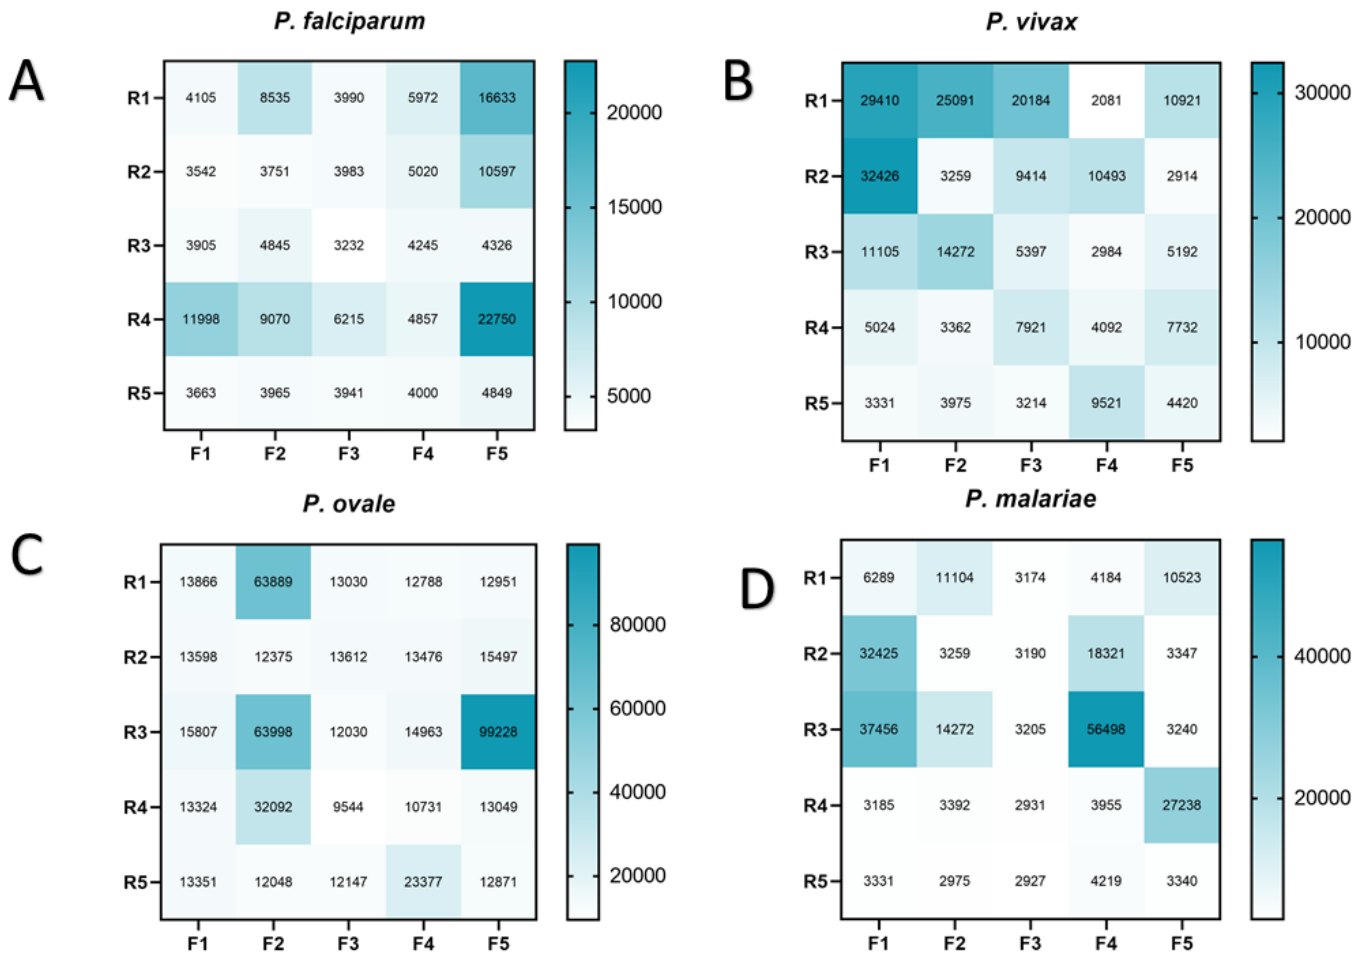 P. falciparum
A
R1 4105 8535 3990 5972 16633
R2 3542 3751 3983 5020 10597
R3 3905 4845 3232 4245 4326
R4 11998 9070 6215 4857 22750
R5 3663 3965 3941 4000 4849
F1 F2 F3 F4 F5
20000
15000
10000
5000
P. vivax
B
R1 29410 25091 20184 2081 10921
R2 32426 3259 9414 10493 2914
R3 11105 14272 5397 2984 5192
R4 5024 3362 7921 4092 7732
R5 3331 3975 3214 9521 4420
F1 F2 F3 F4 F5
30000
20000
10000
P. ovale
C
R1 13866 63889 13030 12788 12951
R2 13598 12375 13612 13476 15497
R3 15807 63998 12030 14963 99228
R4 13324 32092 9544 10731 13049
R5 13351 12048 12147 23377 12871
F1 F2 F3 F4 F5
80000
60000
40000
20000
P. malariae
D
R1 6289 11104 3174 4184 10523
R2 32425 3259 3190 18321 3347
R3 37456 14272 3205 56498 3240
R4 3185 3392 2931 3955 27238
R5 3331 2975 2927 4219 3340
F1 F2 F3 F4 F5
40000
20000